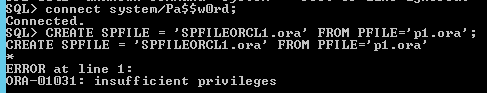 SQL> connect system/Pa$$w0rd;
Connected.
SQL> CREATE SPFILE = 'SPFILEORCL1.ora' FROM PFILE='p1.ora';
CREATE SPFILE = 'SPFILEORCL1.ora' FROM PFILE='p1.ora'
*
ERROR at line 1:
ORA-01031: insufficient privileges